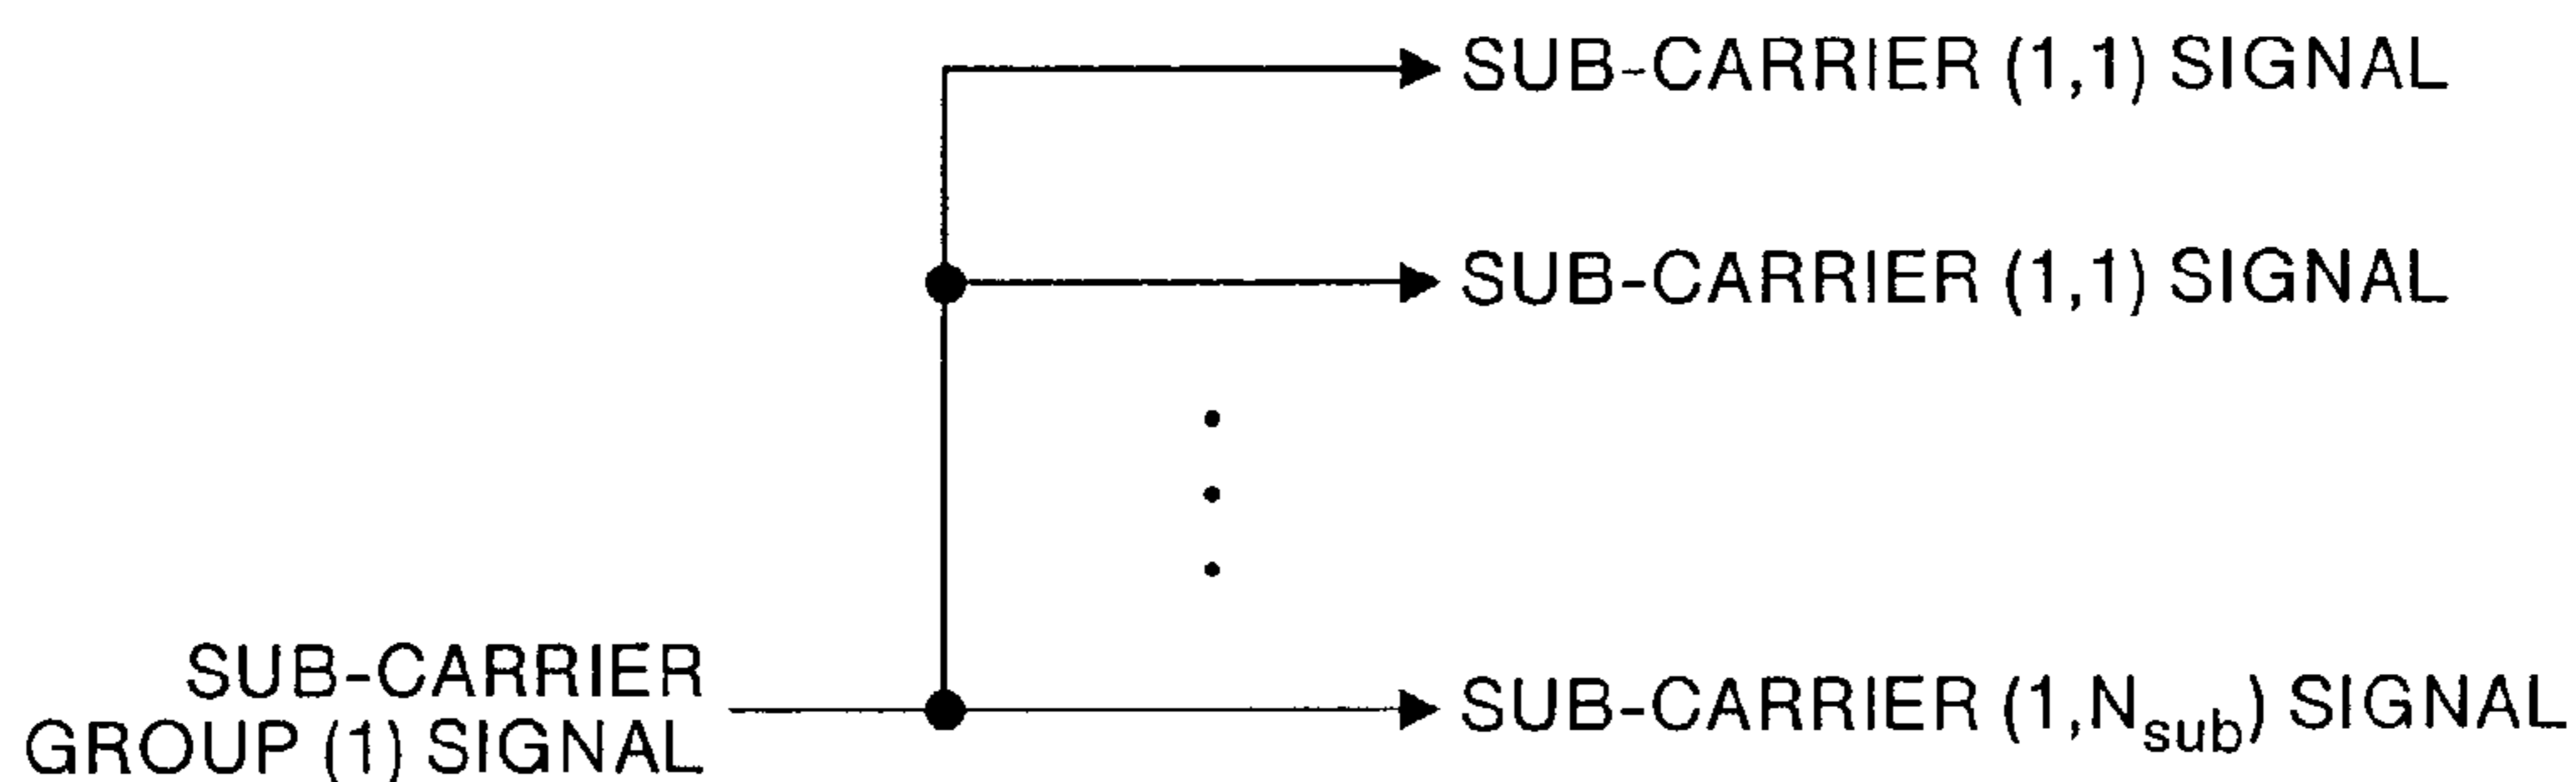 SUB-CARRIER (1,1) SIGNAL
SUB-CARRIER (1,1) SIGNAL
SUB-CARRIER
GROUP (1) SIGNAL
SUB-CARRIER (1,N_sub) SIGNAL